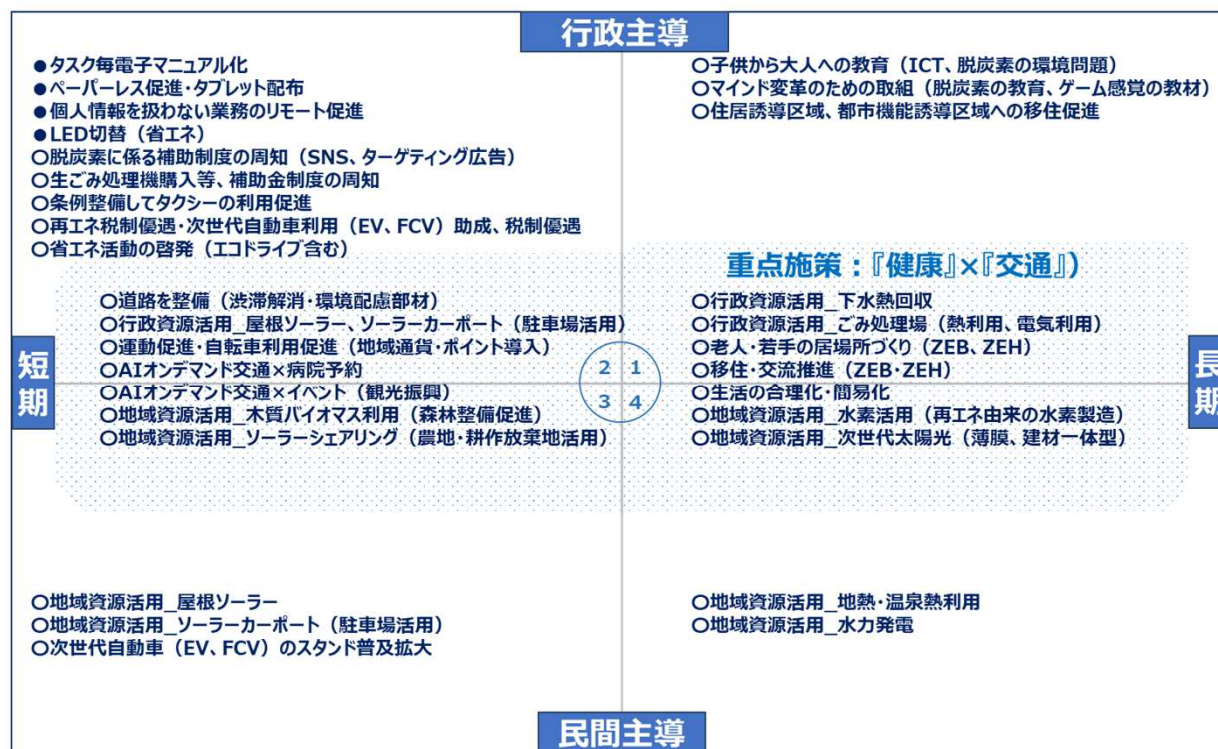 行政主導
●タスク毎電子マニュアル化
●ペーパーレス促進・タブレット配布
●個人情報を扱わない業務のリモート促進
●LED切替（省エネ）
〇脱炭素に係る補助制度の周知（SNS、ターゲティング広告）
〇生ごみ処理機購入等、補助金制度の周知
〇条例整備してタクシーの利用促進
〇再エネ税制優遇・次世代自動車利用（EV、FCV）助成、税制優遇
〇省エネ活動の啓発（エコドライブ含む）
〇子供から大人への教育（ICT、脱炭素の環境問題）
〇マインド変革のための取組（脱炭素の教育、ゲーム感覚の教材）
〇住居誘導区域、都市機能誘導区域への移住促進
重点施策：『健康』×『交通』）
短期
〇道路を整備（渋滞解消・環境配慮部材）
〇行政資源活用_屋根ソーラー、ソーラーカーポート（駐車場活用）
〇運動促進・自転車利用促進（地域通貨・ポイント導入）
〇AIオンデマンド交通×病院予約
〇AIオンデマンド交通×イベント（観光振興）
〇地域資源活用_木質バイオマス利用（森林整備促進）
〇地域資源活用_ソーラーシェアリング（農地・耕作放棄地活用）
2 1
3 4
〇行政資源活用_下水熱回収
〇行政資源活用_ごみ処理場（熱利用、電気利用）
〇老人・若手の居場所づくり（ZEB、ZEH）
〇移住・交流推進（ZEB・ZEH）
〇生活の合理化・簡易化
〇地域資源活用_水素活用（再エネ由来の水素製造）
〇地域資源活用_次世代太陽光（薄膜、建材一体型）
長期
〇地域資源活用_屋根ソーラー
〇地域資源活用_ソーラーカーポート（駐車場活用）
〇次世代自動車（EV、FCV）のスタンド普及拡大
〇地域資源活用_地熱・温泉熱利用
〇地域資源活用_水力発電
民間主導